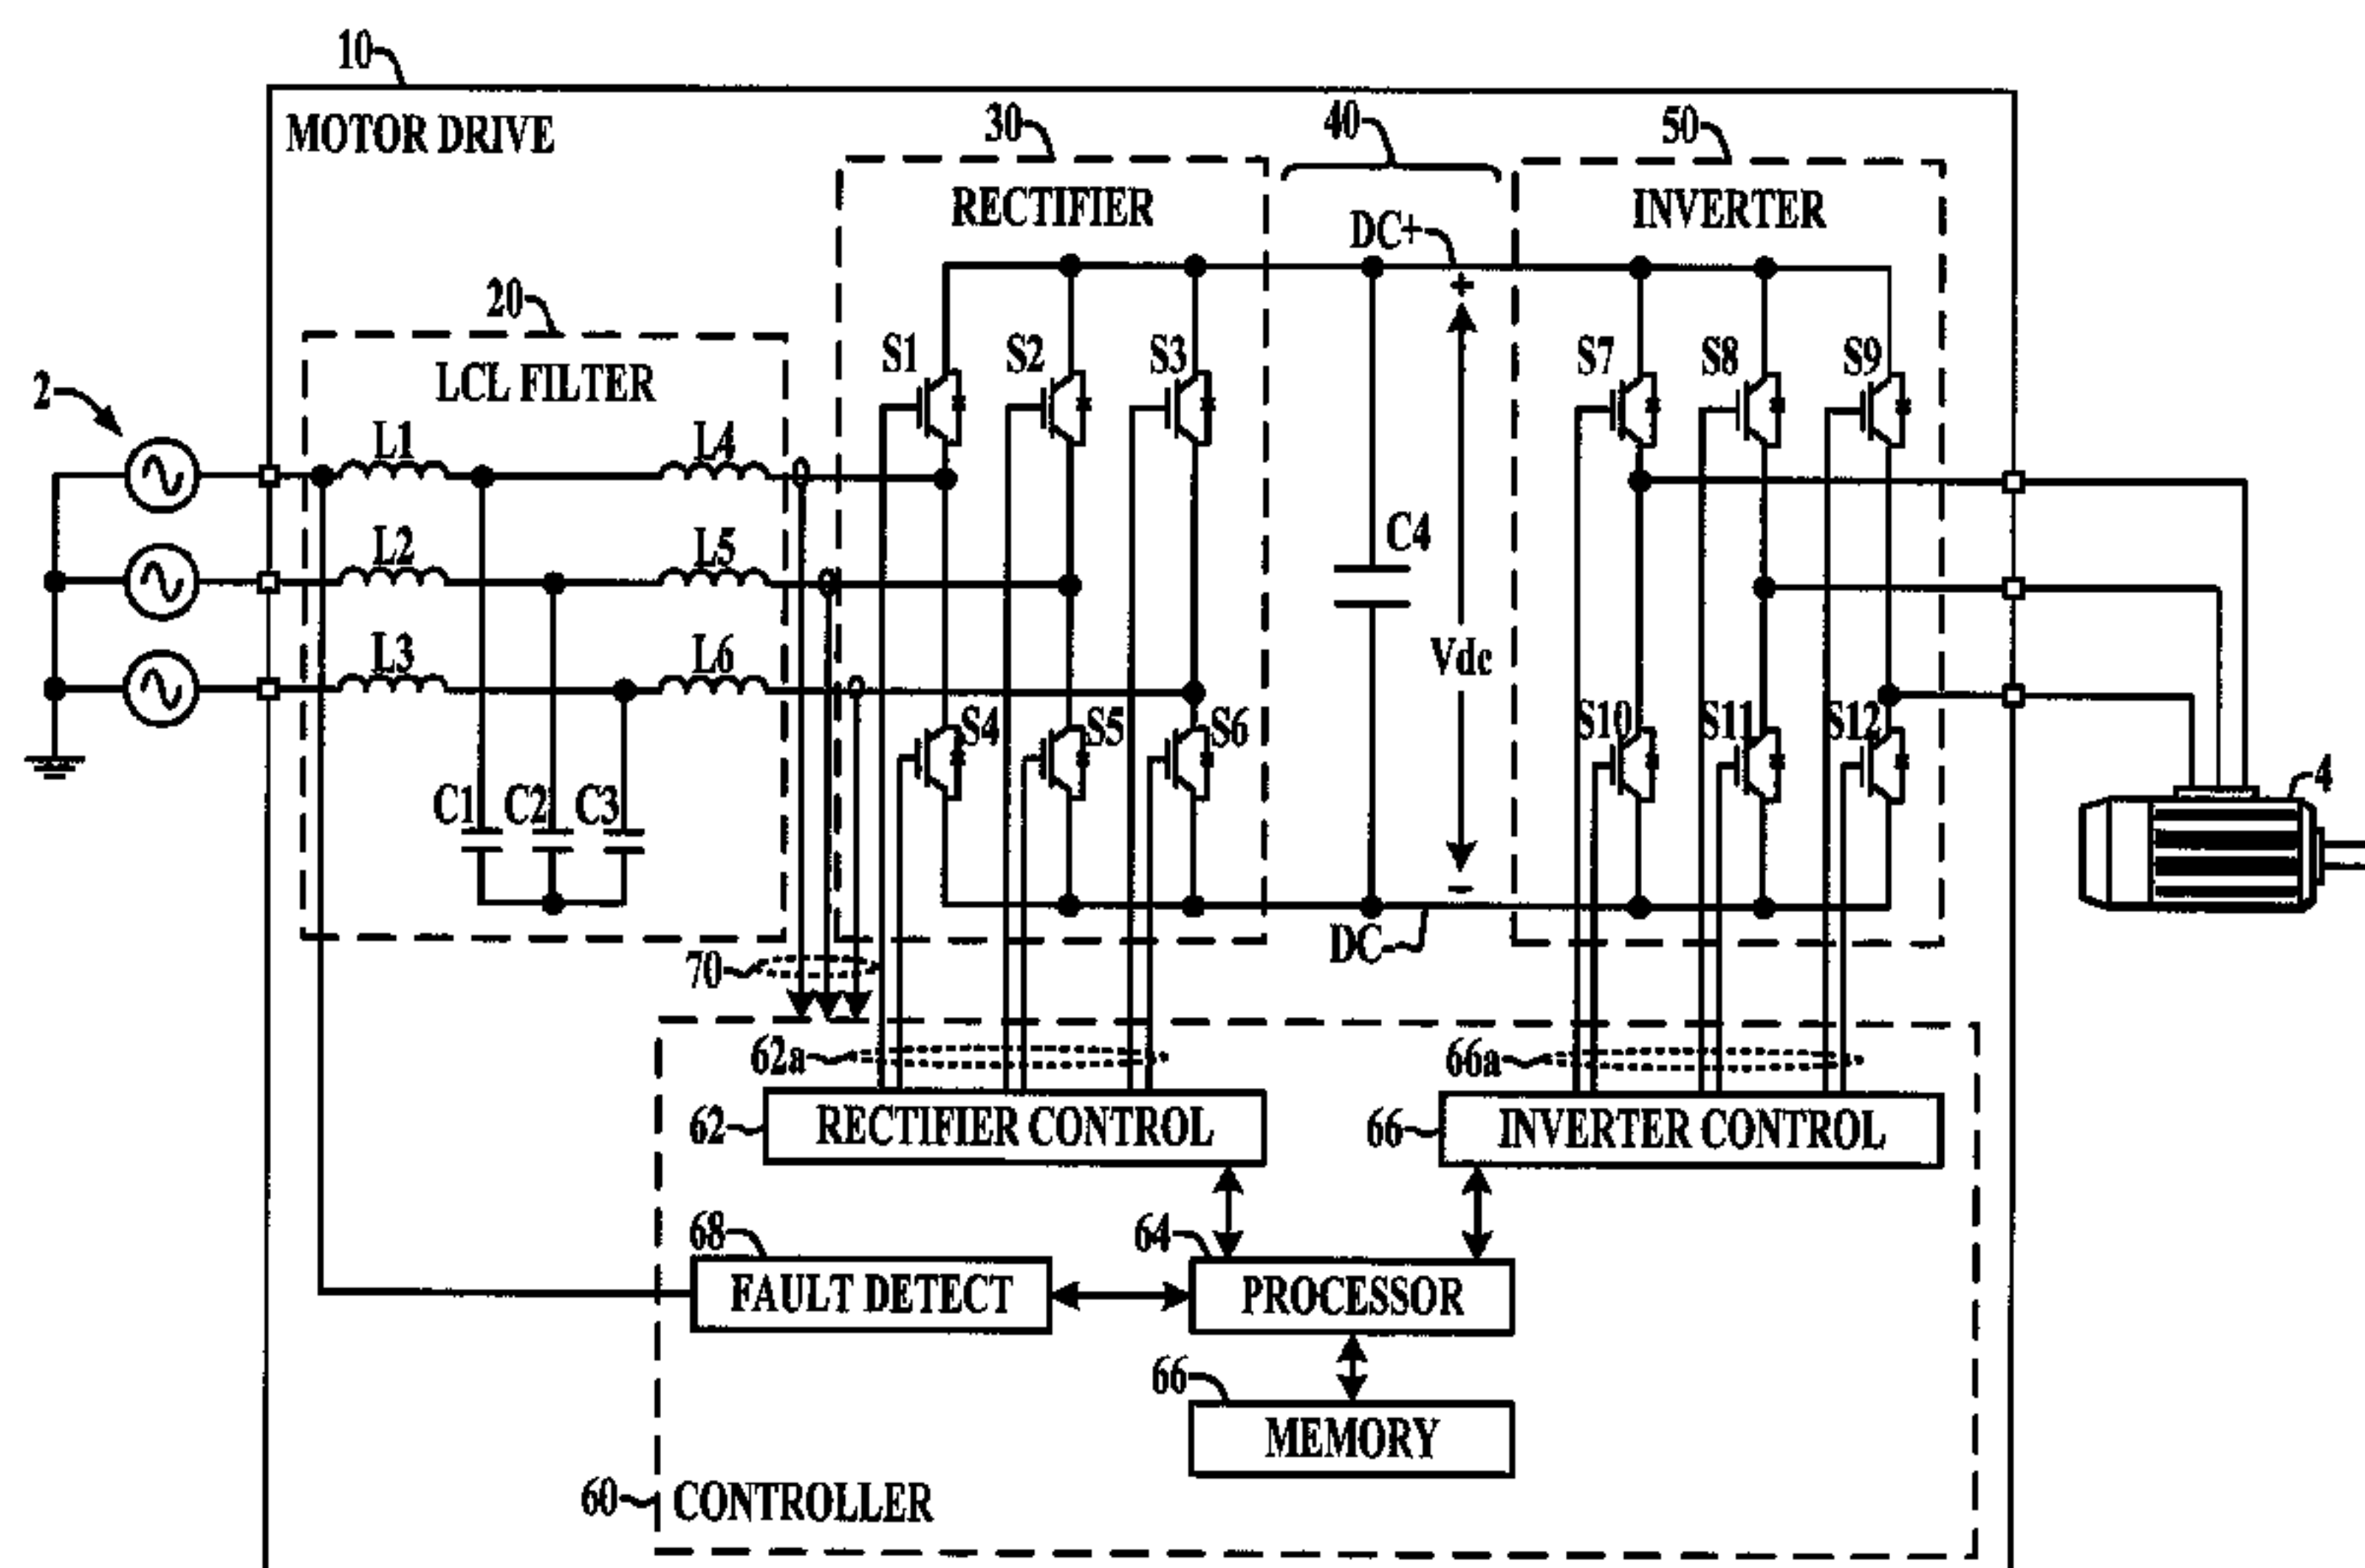 10
MOTOR DRIVE
30
40
50
RECTIFIER
INVERTER
DC+
+
20
LCL FILTER
2
S1
S2
S3
S7
S8
S9
L1
L4
L2
L5
C4
L3
L6
Vdc
S4
S5
S6
S10
S11
S12
4
C1
C2
C3
−
DC-
70
62a
66a
62
RECTIFIER CONTROL
66
INVERTER CONTROL
68
64
FAULT DETECT
PROCESSOR
66
MEMORY
60
CONTROLLER